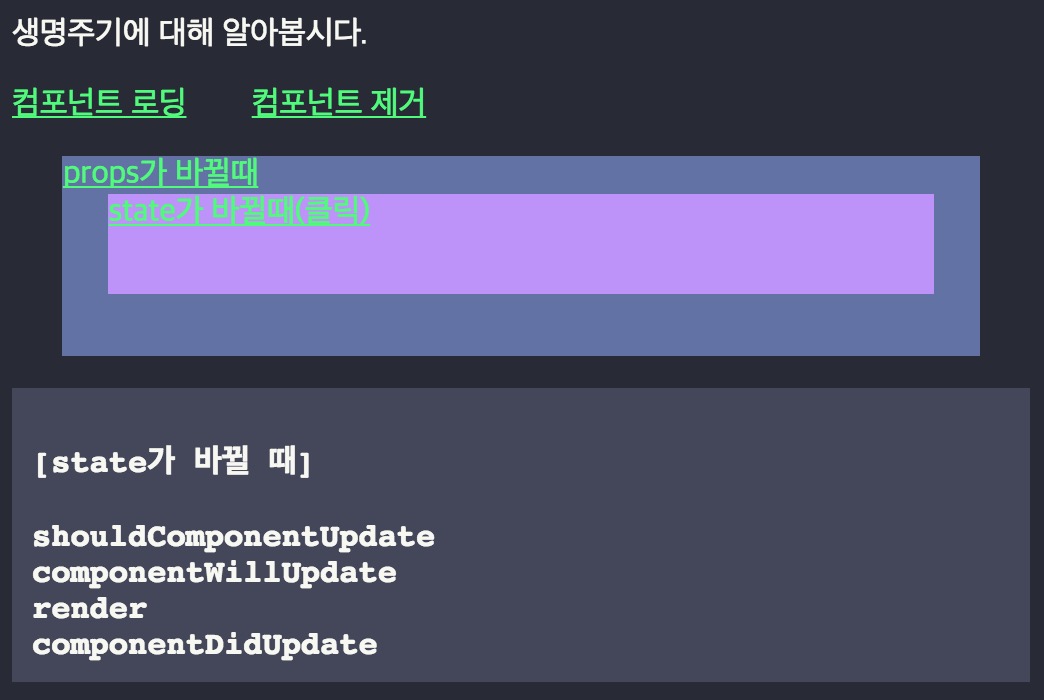 생명주기에 대해 알아봅시다.
컴포넌트 로딩 컴포넌트 제거
props가 바뀔때
state가 바뀔때(클릭)
[state가 바뀔 때]
shouldComponentUpdate
componentWillUpdate
render
componentDidUpdate